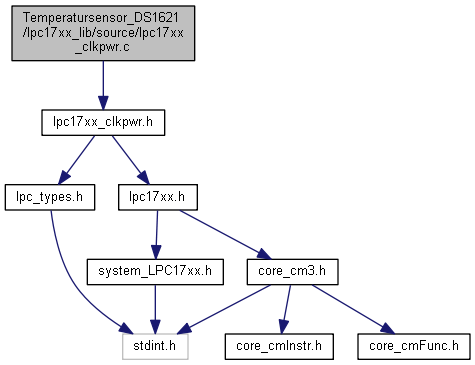 Temperatursensor_DS1621
/lpc17xx_lib/source/lpc17xx
_clkpwr.c
lpc17xx_clkpwr.h
lpc_types.h
lpc17xx.h
system_LPC17xx.h
core_cm3.h
stdint.h
core_cmInstr.h
core_cmFunc.h